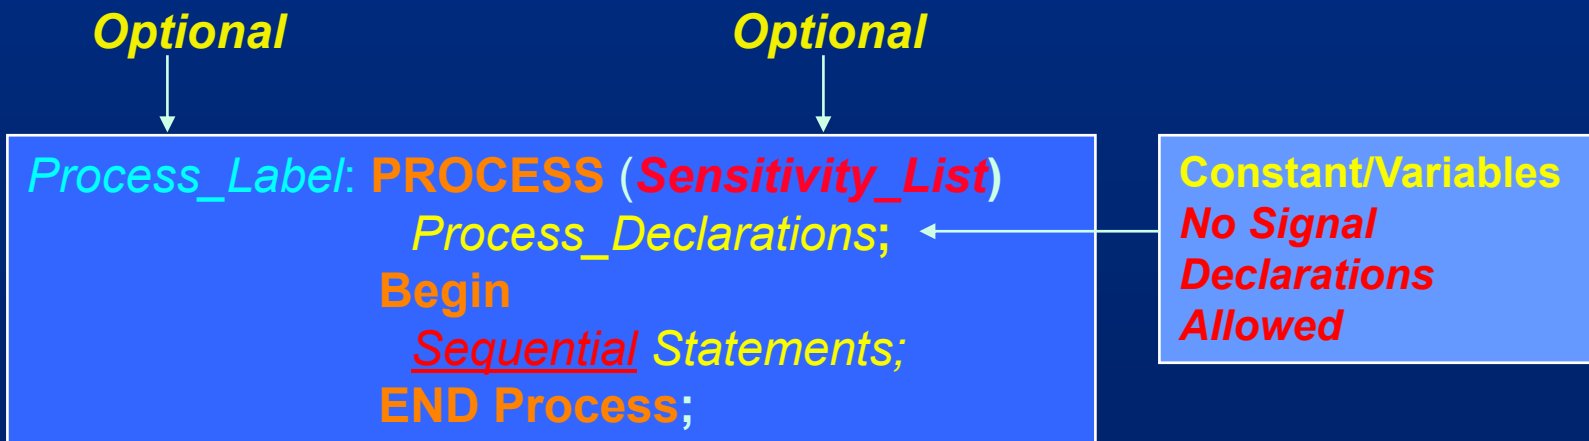 Optional Optional
Process_Label: PROCESS (Sensitivity_List)
Process_Declarations;
Begin
Sequential Statements;
END Process;
Constant/Variables
No Signal
Declarations
Allowed